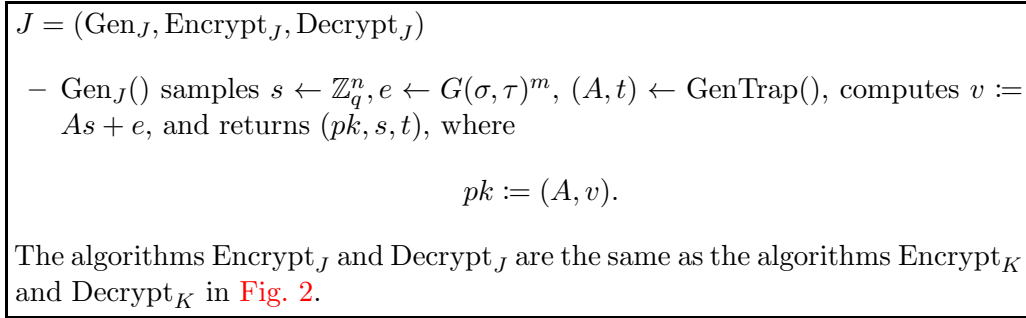 J = (Gen_J, Encrypt_J, Decrypt_J)
– Gen_J() samples s ← ℤ_q^n, e ← G(σ, τ)^m, (A, t) ← GenTrap(), computes v :=
As + e, and returns (pk, s, t), where
pk := (A, v).
The algorithms Encrypt_J and Decrypt_J are the same as the algorithms Encrypt_K
and Decrypt_K in Fig. 2.